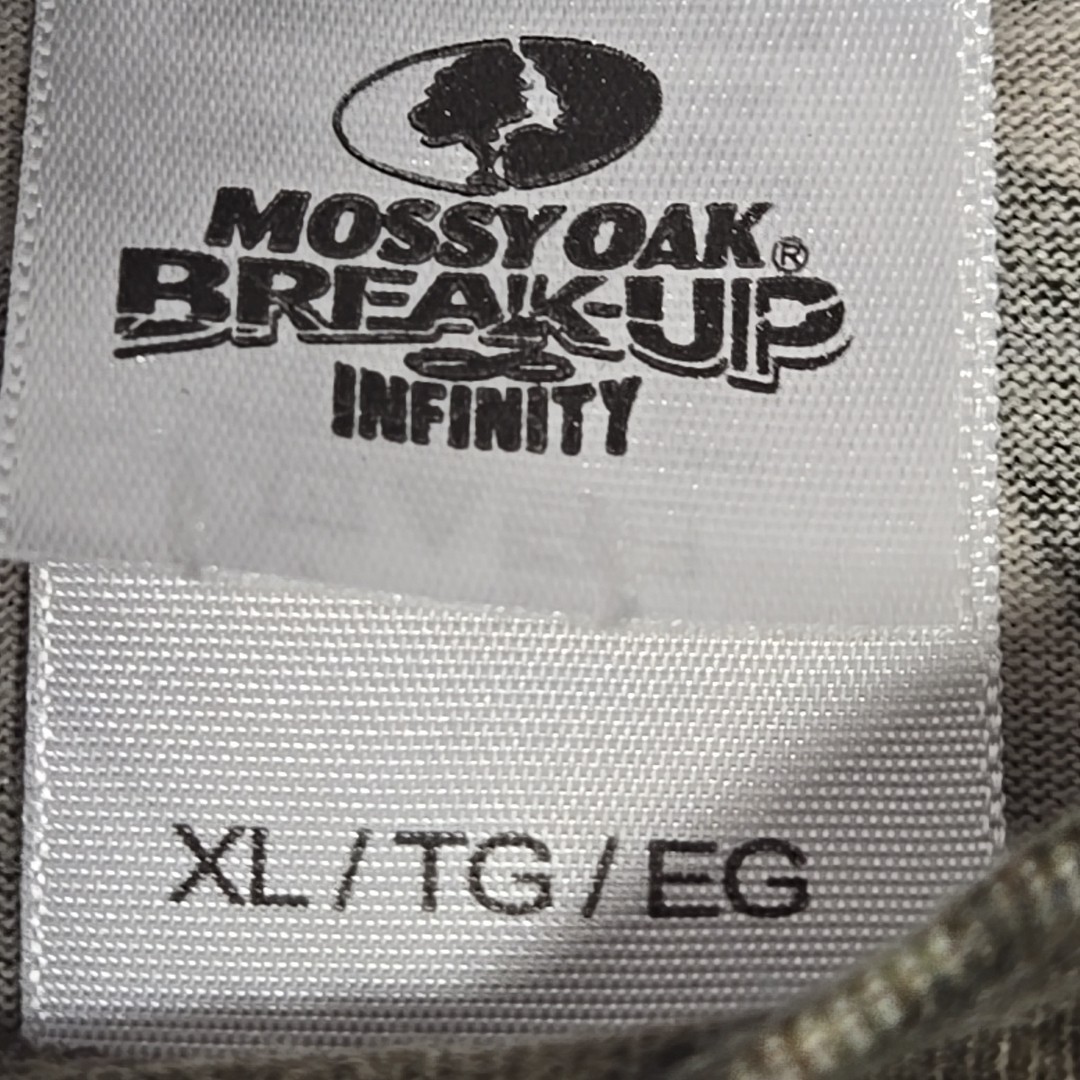 MOSSY OAK®
BREAK-UP
INFINITY
XL / TG / EG